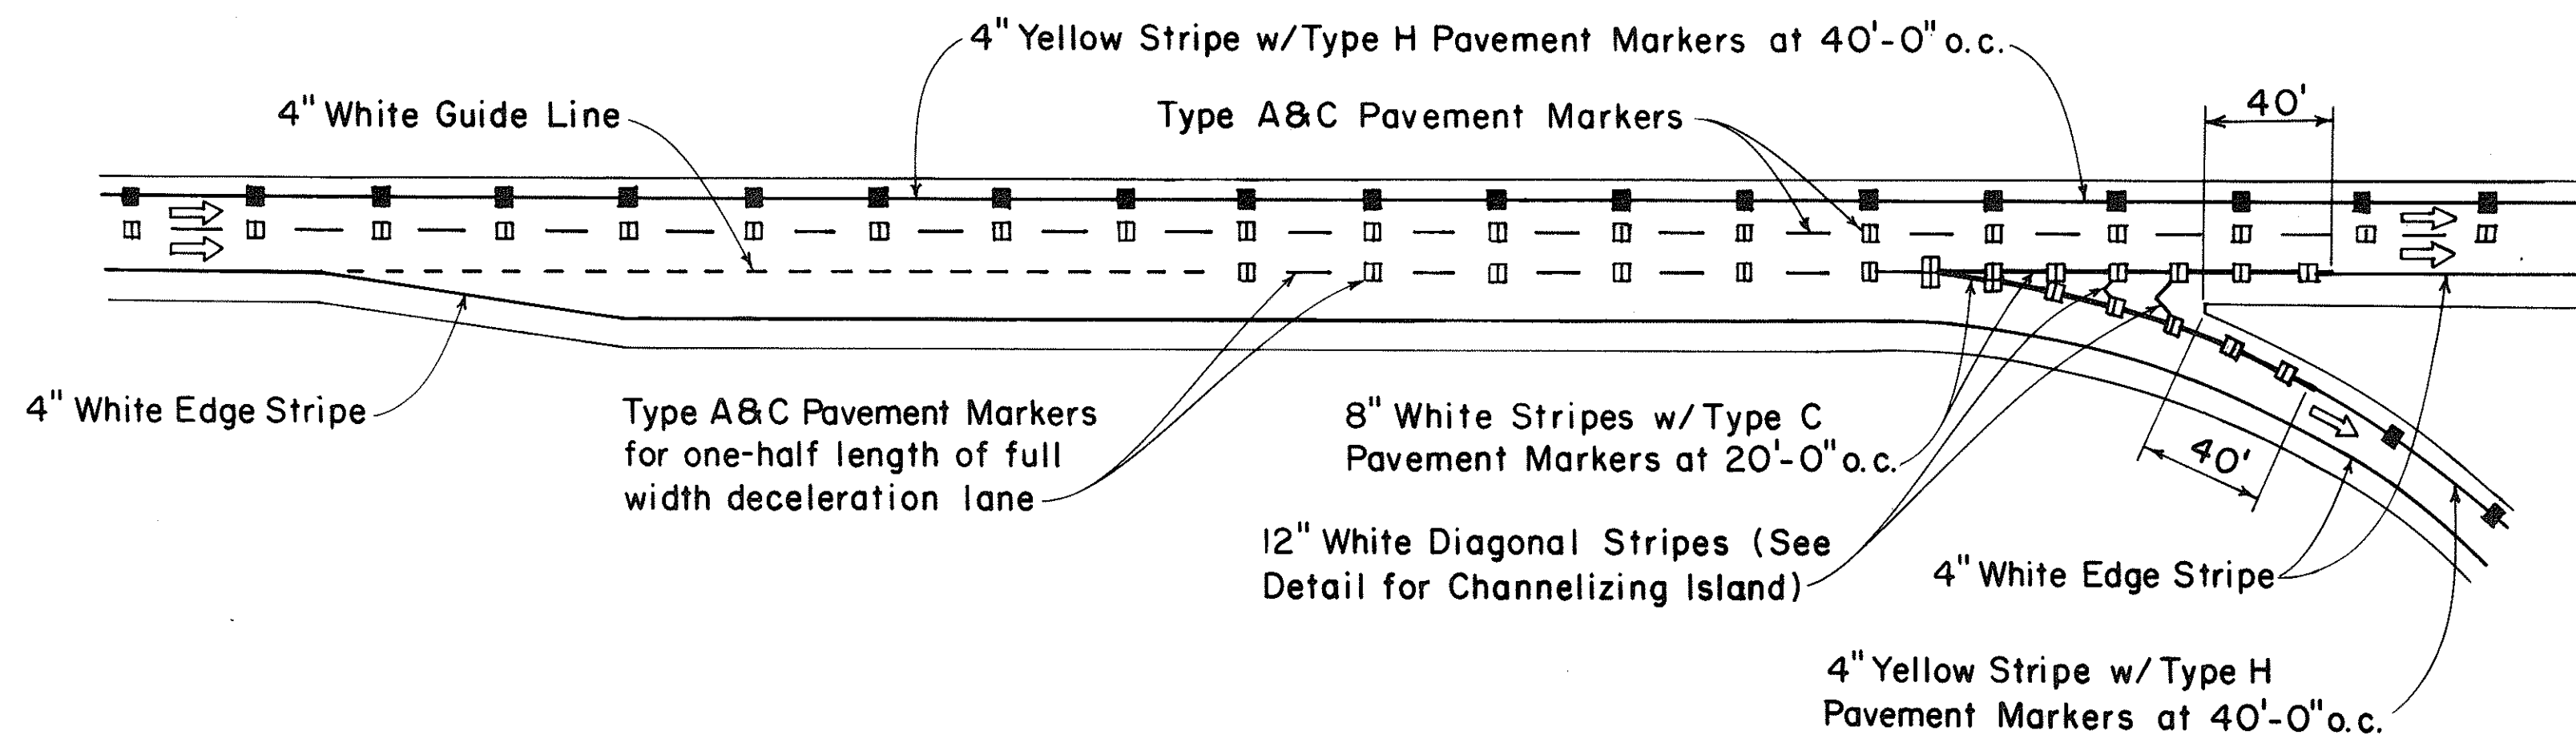 4" Yellow Stripe w/Type H Pavement Markers at 40'-0" o.c.
4" White Guide Line
Type A&C Pavement Markers
40'
4" White Edge Stripe
Type A&C Pavement Markers
for one-half length of full
width deceleration lane
8" White Stripes w/Type C
Pavement Markers at 20'-0" o.c.
40'
12" White Diagonal Stripes (See
Detail for Channelizing Island)
4" White Edge Stripe
4" Yellow Stripe w/Type H
Pavement Markers at 40'-0" o.c.